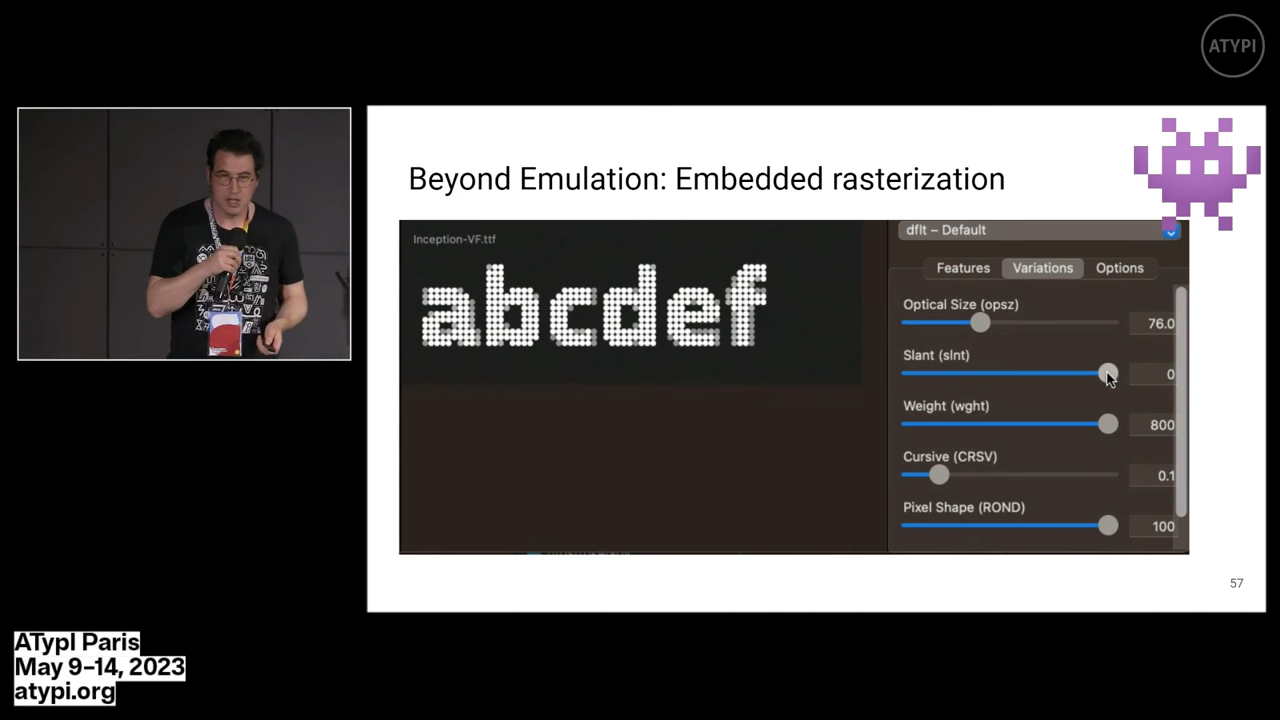 ATYPI
Beyond Emulation: Embedded rasterization
Inception-VF.ttf
abcdef
dflt – Default
Features Variations Options
Optical Size (opsz)
76.0
Slant (slnt)
0
Weight (wght)
800
Cursive (CRSV)
0.1
Pixel Shape (ROND)
100
57
ATypI Paris
May 9–14, 2023
atypi.org